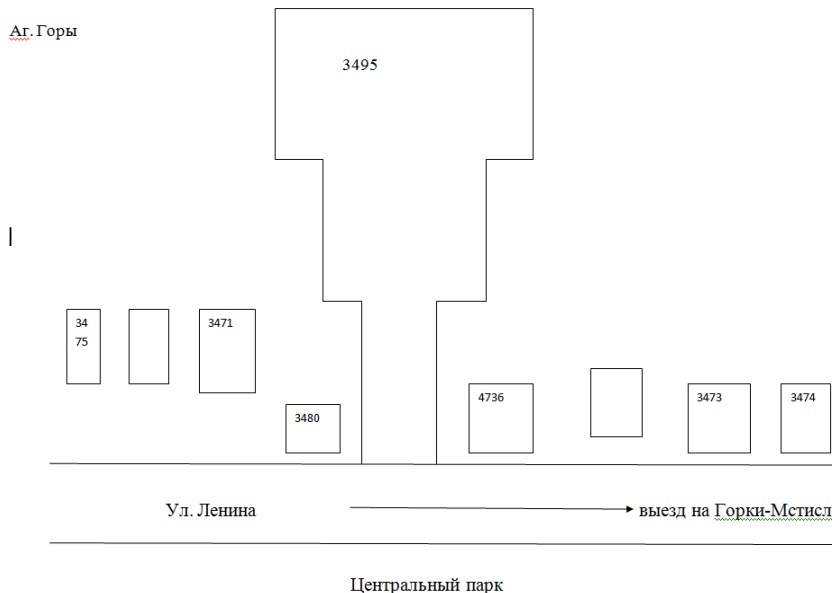 Аг. Горы
3495
34
75
3471
3480
4736
3473
3474
Ул. Ленина
выезд на Горки-Мстисл
Центральный парк